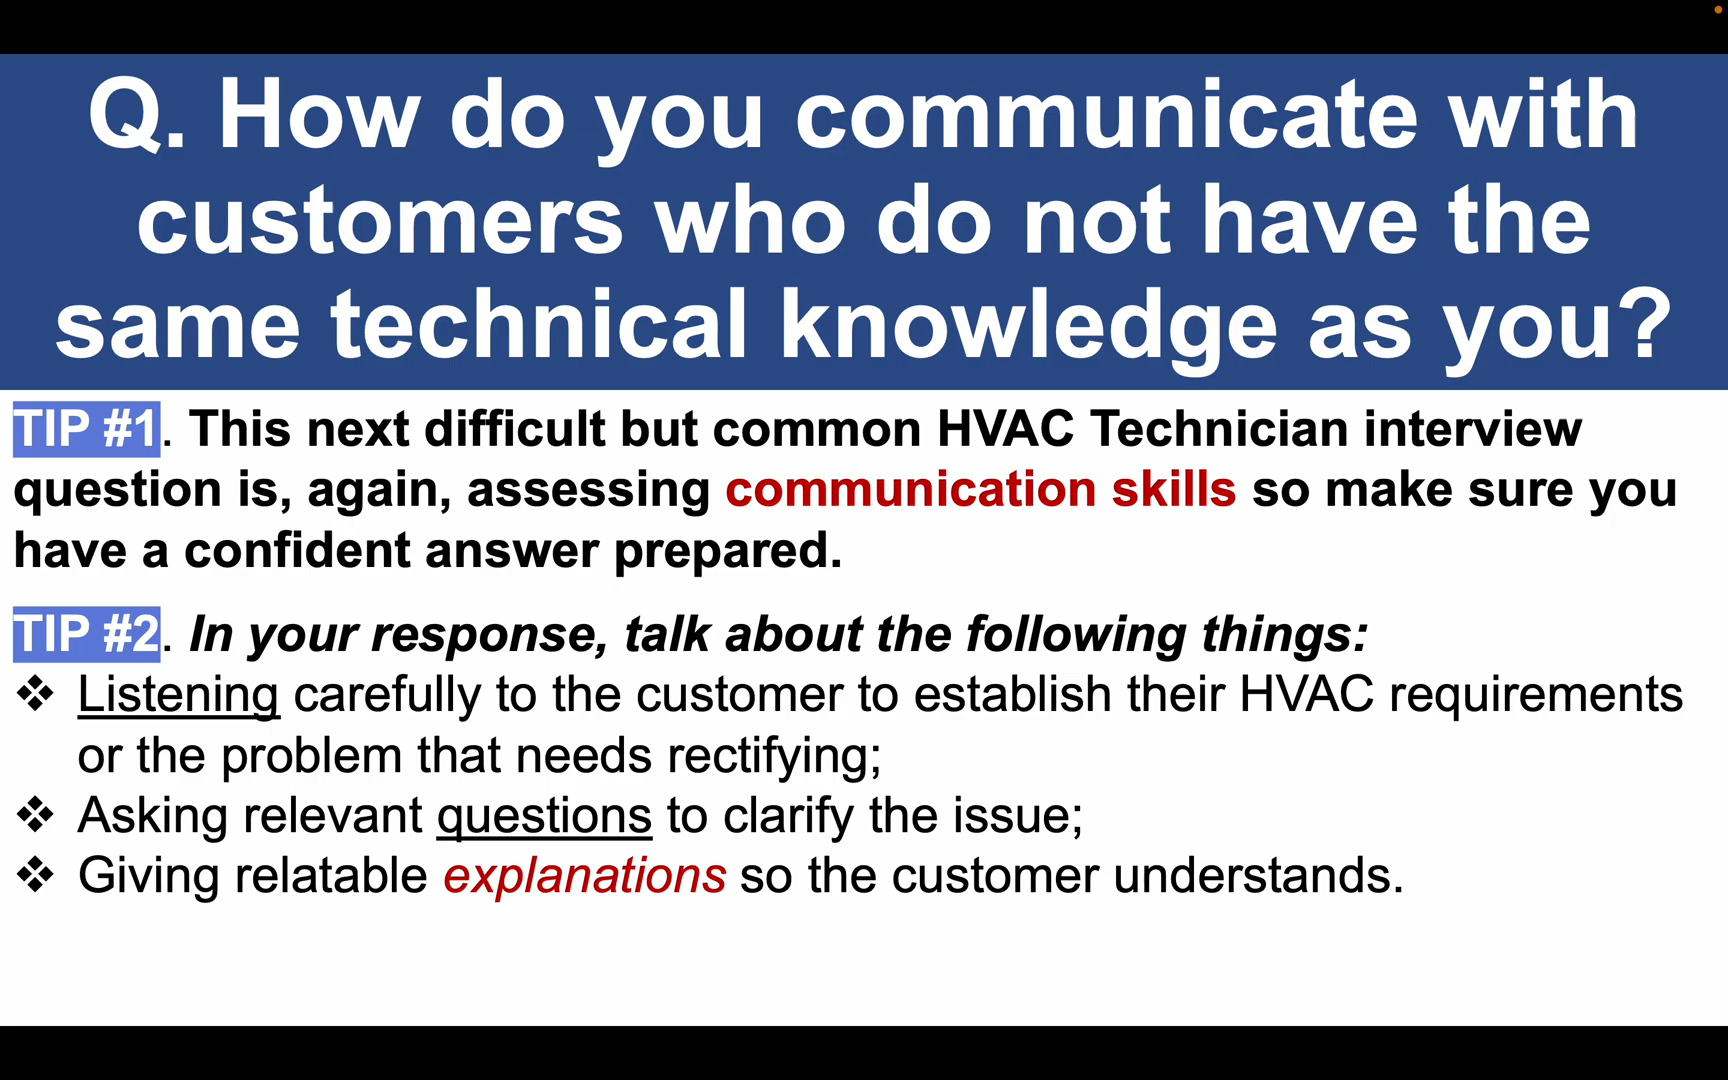 Q. How do you communicate with
customers who do not have the
same technical knowledge as you?
TIP #1. This next difficult but common HVAC Technician interview
question is, again, assessing communication skills so make sure you
have a confident answer prepared.
TIP #2. In your response, talk about the following things:
❖ Listening carefully to the customer to establish their HVAC requirements
or the problem that needs rectifying;
❖ Asking relevant questions to clarify the issue;
❖ Giving relatable explanations so the customer understands.